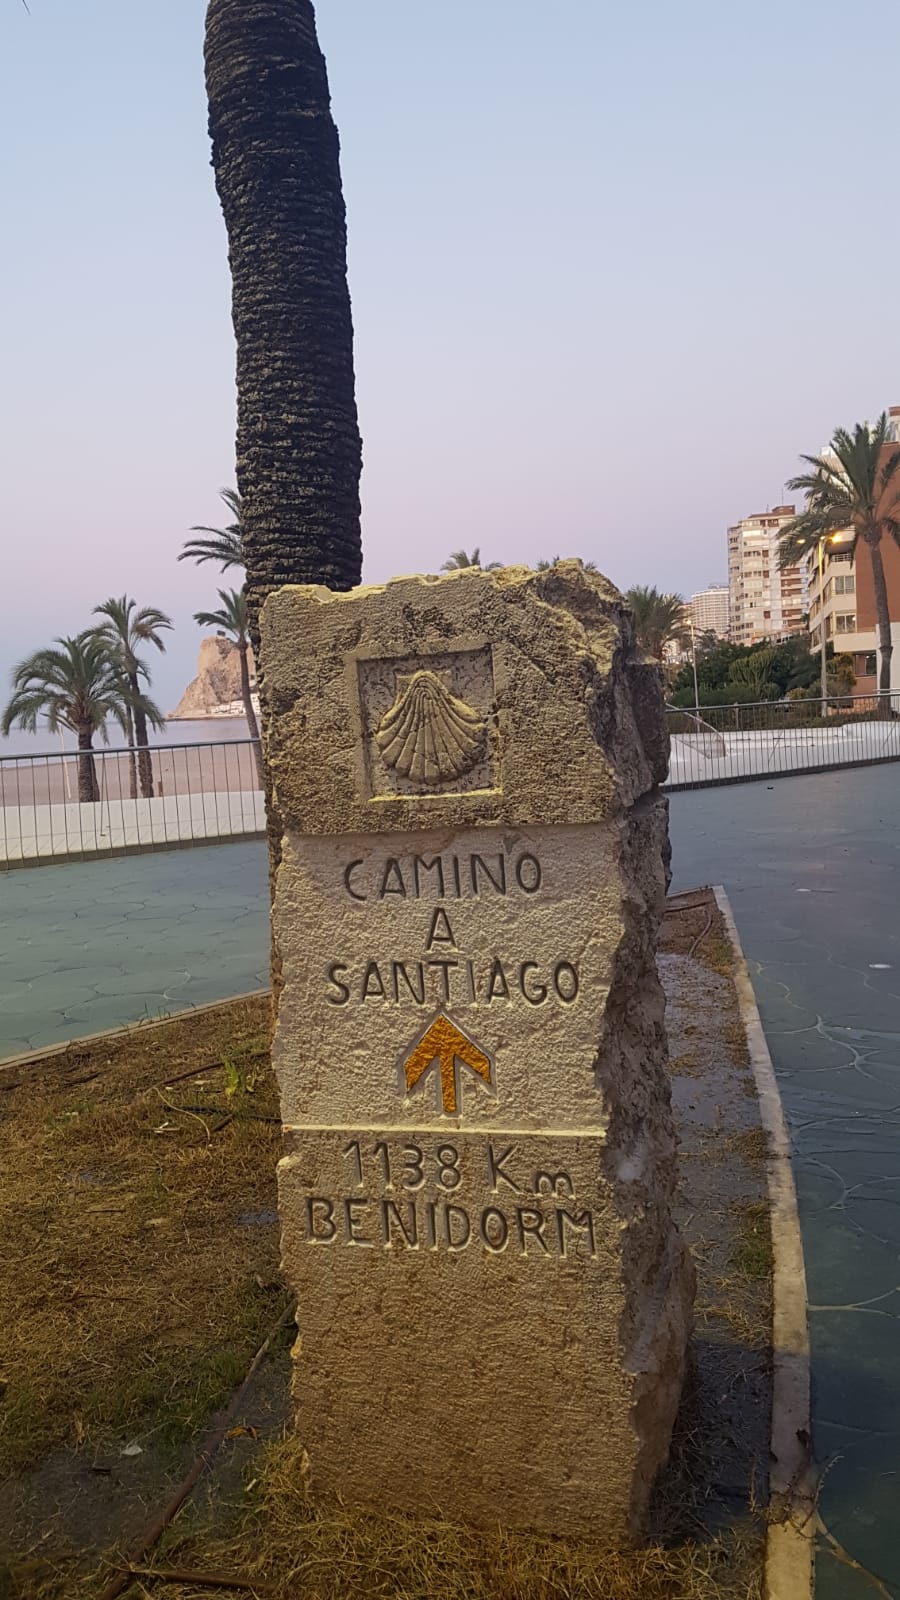 CAMINO
A
SANTIAGO
1138 Km
BENIDORM